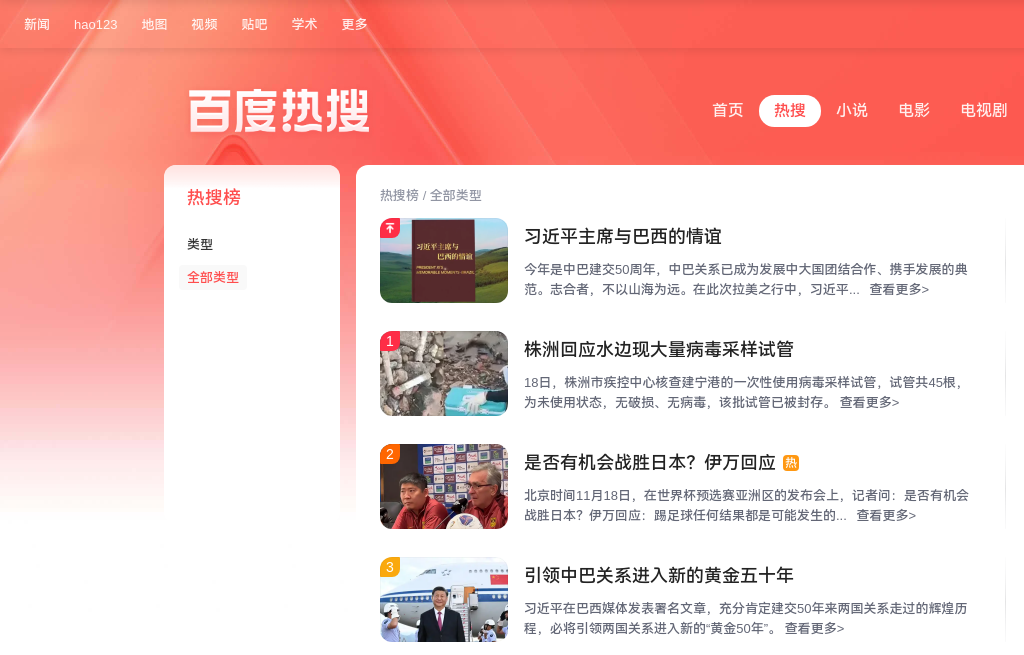 新闻 hao123 地图 视频 贴吧 学术 更多
百度热搜
首页 热搜 小说 电影 电视剧
热搜榜
类型
全部类型
热搜榜 / 全部类型
习近平主席与
巴西的情谊
习近平主席与巴西的情谊
今年是中巴建交50周年，中巴关系已成为发展中大国团结合作、携手发展的典
范。志合者，不以山海为远。在此次拉美之行中，习近平... 查看更多>
1
株洲回应水边现大量病毒采样试管
18日，株洲市疾控中心核查建宁港的一次性使用病毒采样试管，试管共45根，
为未使用状态，无破损、无病毒，该批试管已被封存。 查看更多>
2
是否有机会战胜日本？伊万回应 热
北京时间11月18日，在世界杯预选赛亚洲区的发布会上，记者问：是否有机会
战胜日本？伊万回应：踢足球任何结果都是可能发生的... 查看更多>
3
引领中巴关系进入新的黄金五十年
习近平在巴西媒体发表署名文章，充分肯定建交50年来两国关系走过的辉煌历
程，必将引领两国关系进入新的“黄金50年”。 查看更多>